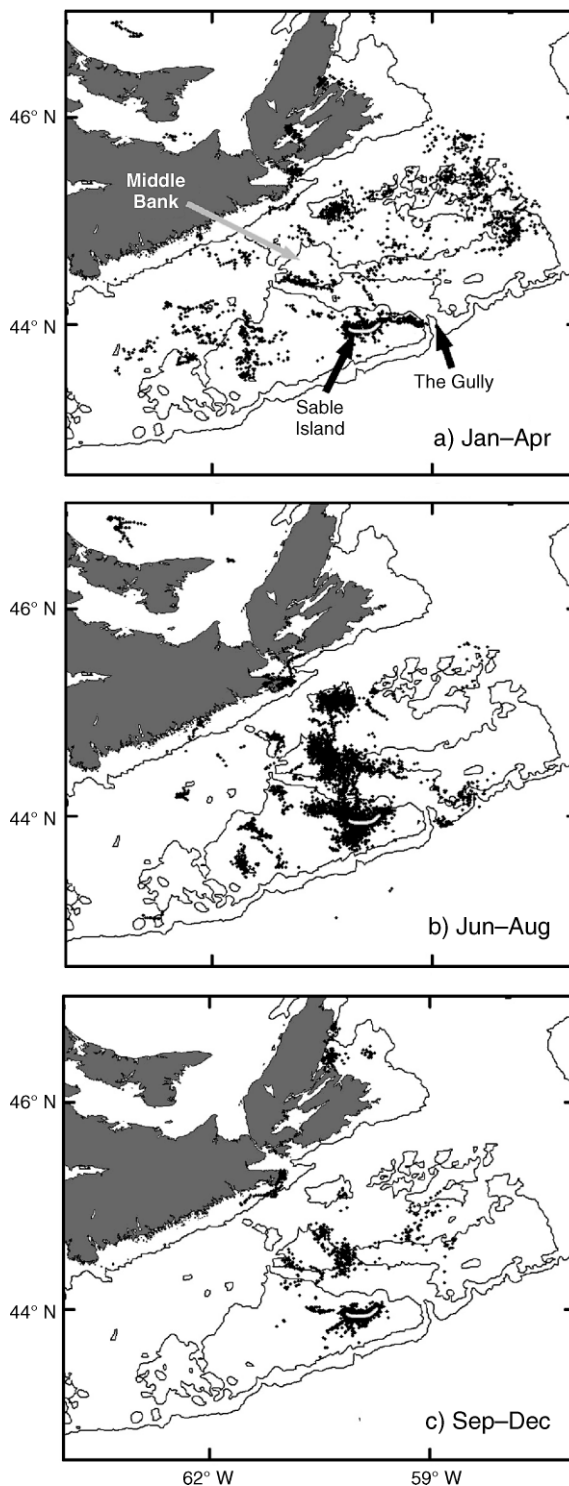 46° N
Middle
Bank
44° N
The Gully
Sable
Island
a) Jan–Apr
46° N
44° N
b) Jun–Aug
46° N
44° N
c) Sep–Dec
62° W
59° W